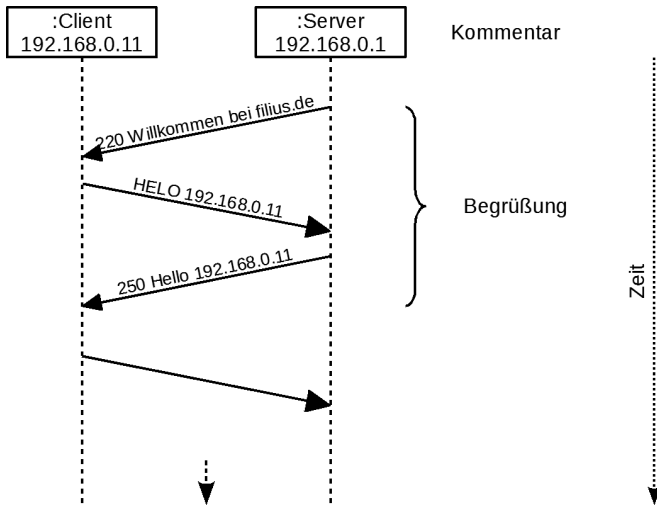 :Client
192.168.0.11
:Server
192.168.0.1
Kommentar
220 Willkommen bei filius.de
HELO 192.168.0.11
Begrüßung
250 Hello 192.168.0.11
Zeit